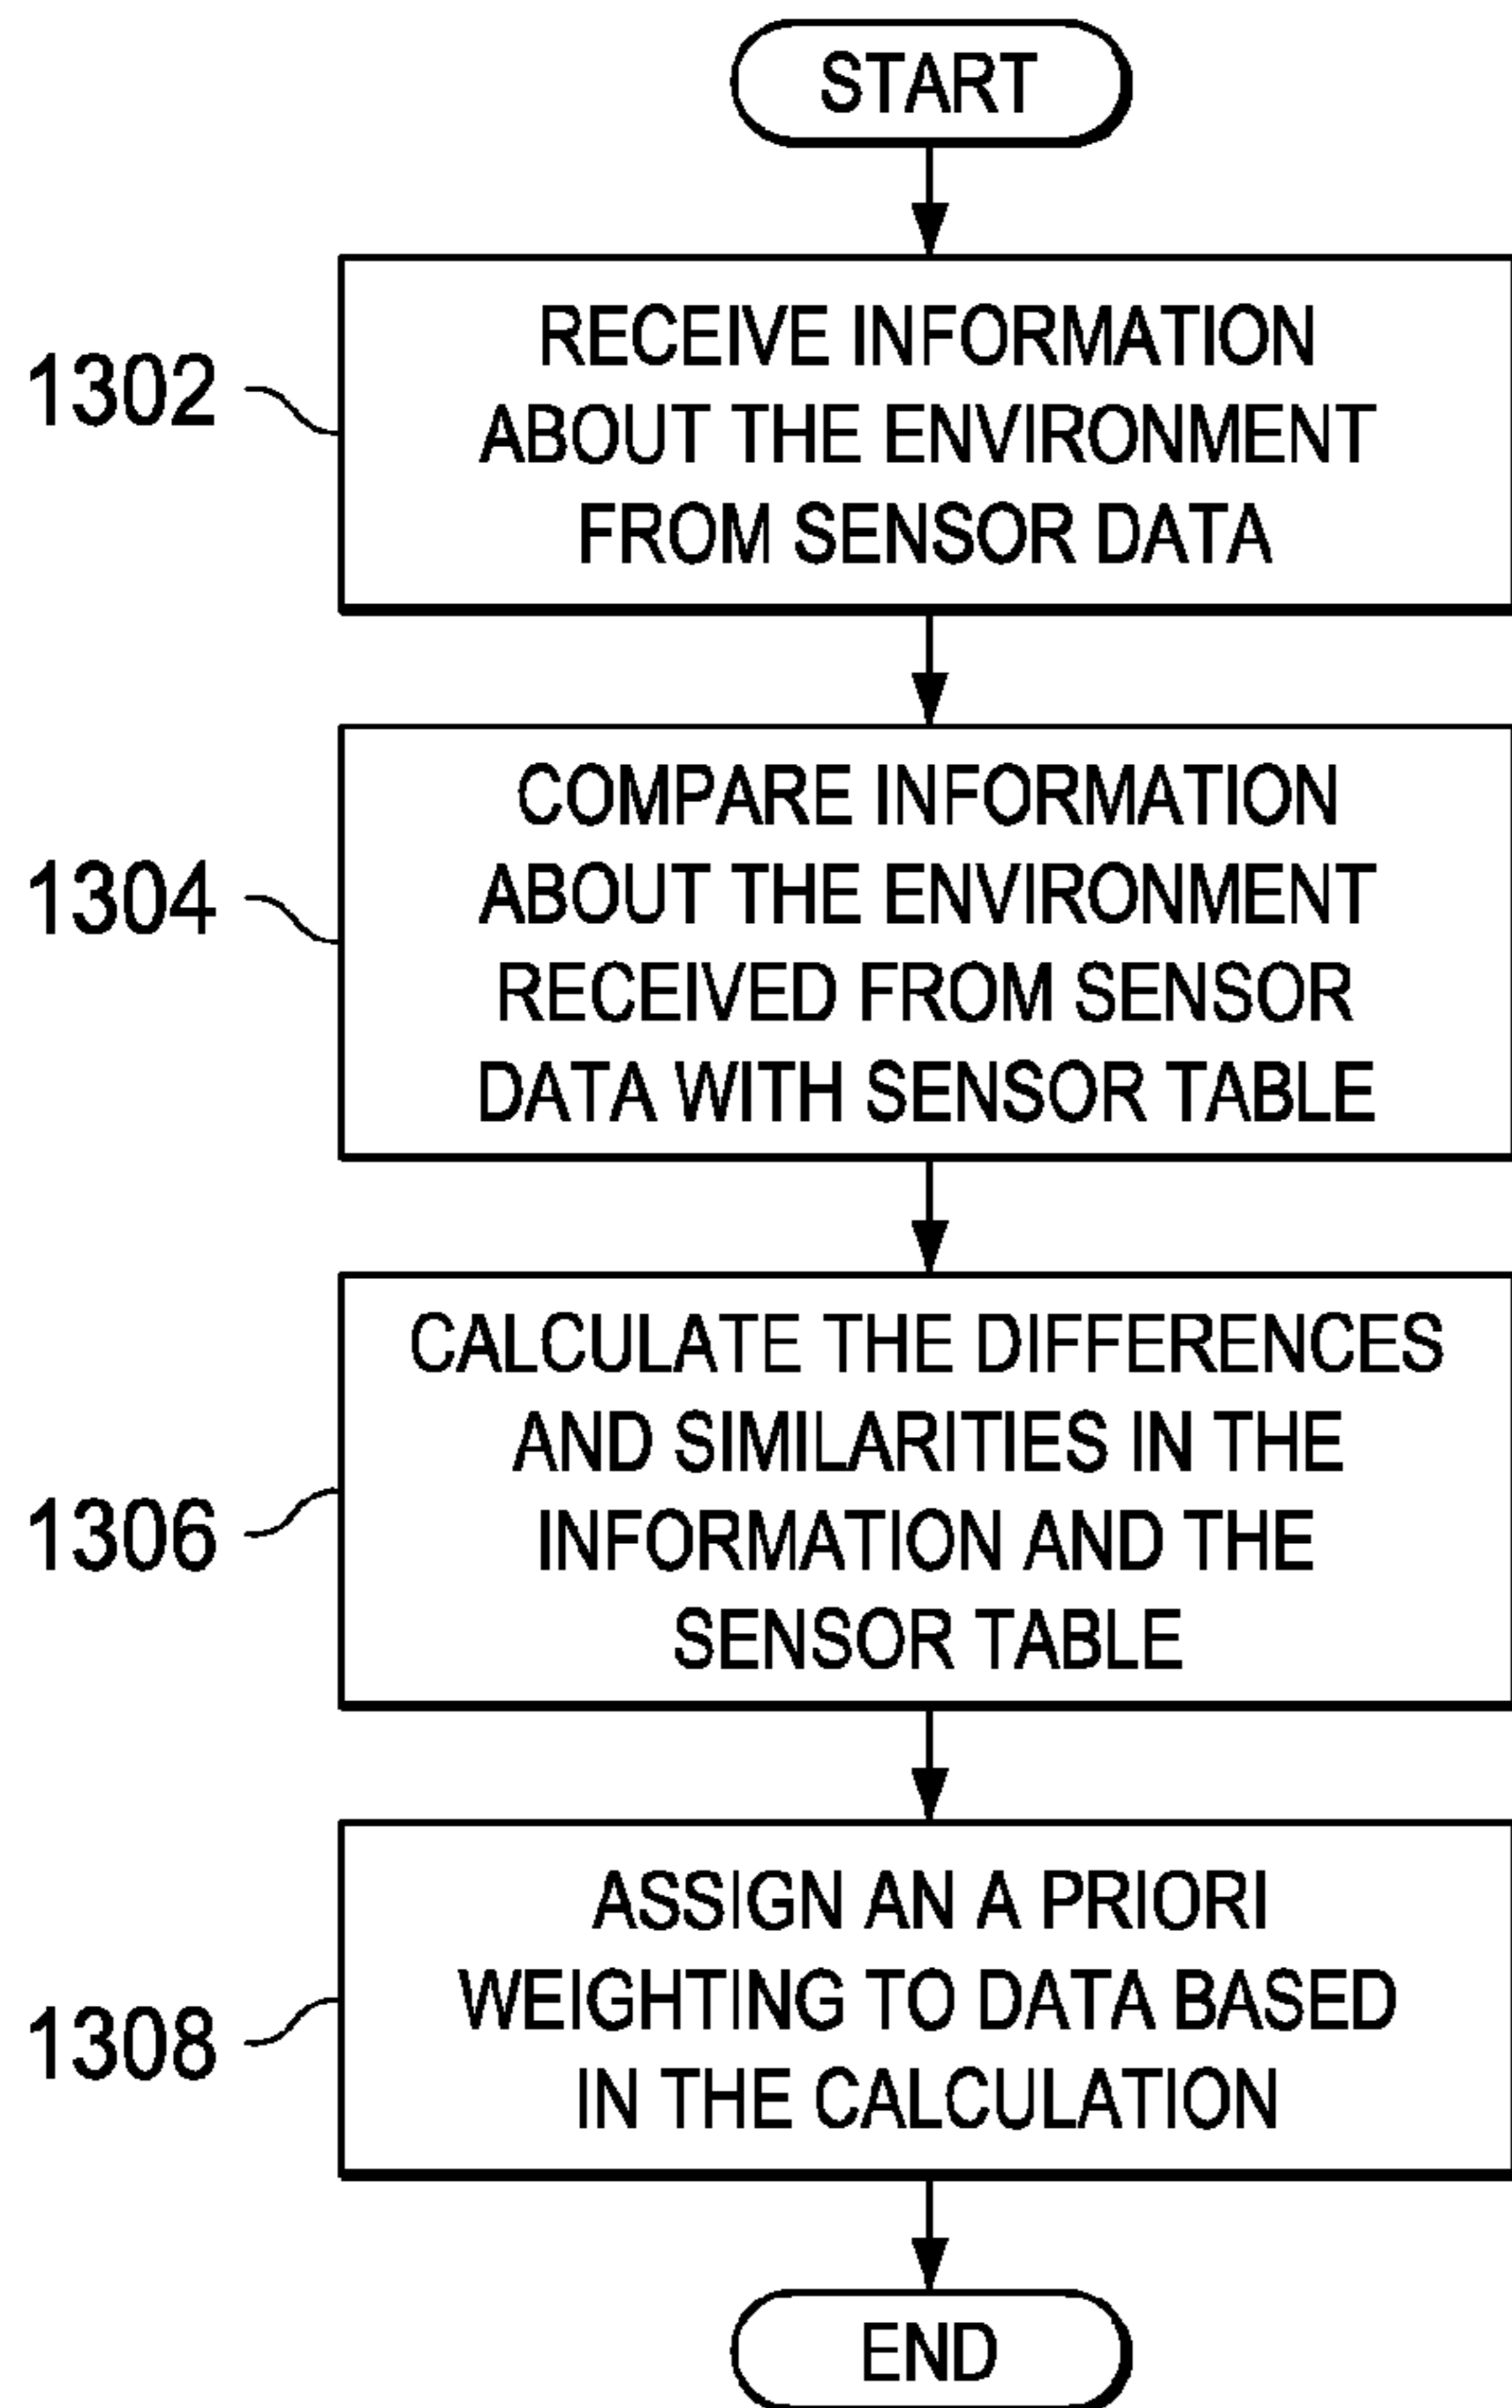 START
1302
RECEIVE INFORMATION
ABOUT THE ENVIRONMENT
FROM SENSOR DATA
1304
COMPARE INFORMATION
ABOUT THE ENVIRONMENT
RECEIVED FROM SENSOR
DATA WITH SENSOR TABLE
1306
CALCULATE THE DIFFERENCES
AND SIMILARITIES IN THE
INFORMATION AND THE
SENSOR TABLE
1308
ASSIGN AN A PRIORI
WEIGHTING TO DATA BASED
IN THE CALCULATION
END